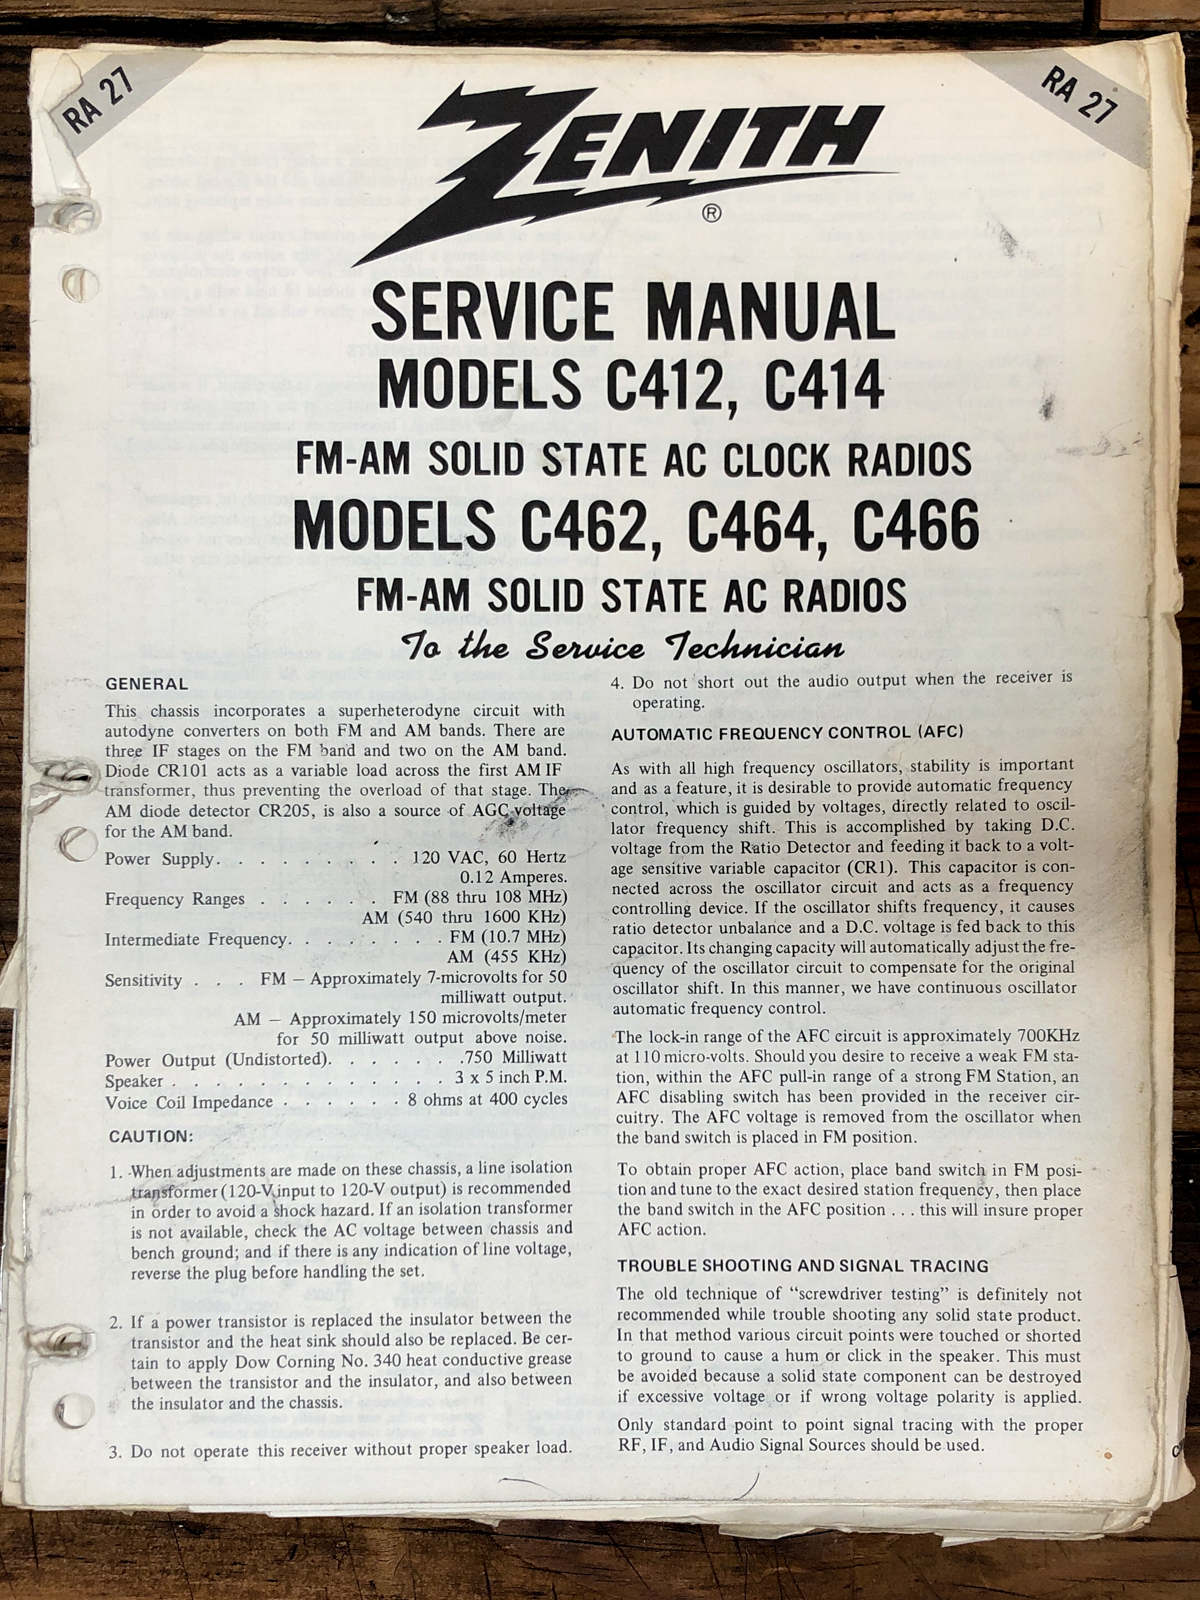 RA 27
RA 27
ZENITH
®
SERVICE MANUAL
MODELS C412, C414
FM-AM SOLID STATE AC CLOCK RADIOS
MODELS C462, C464, C466
FM-AM SOLID STATE AC RADIOS
To the Service Technician
GENERAL
This chassis incorporates a superheterodyne circuit with
autodyne converters on both FM and AM bands. There are
three IF stages on the FM band and two on the AM band.
Diode CR101 acts as a variable load across the first AM IF
transformer, thus preventing the overload of that stage. The
AM diode detector CR205, is also a source of AGC voltage
for the AM band.
Power Supply. . . . . . . . . . 120 VAC, 60 Hertz
0.12 Amperes.
Frequency Ranges . . . . . . FM (88 thru 108 MHz)
AM (540 thru 1600 KHz)
Intermediate Frequency. . . . . . . . FM (10.7 MHz)
AM (455 KHz)
Sensitivity . . . FM — Approximately 7-microvolts for 50
milliwatt output.
AM — Approximately 150 microvolts/meter
for 50 milliwatt output above noise.
Power Output (Undistorted). . . . . . .750 Milliwatt
Speaker . . . . . . . . . . . . . . 3 x 5 inch P.M.
Voice Coil Impedance . . . . . . 8 ohms at 400 cycles
CAUTION:
1. When adjustments are made on these chassis, a line isolation
transformer (120-V input to 120-V output) is recommended
in order to avoid a shock hazard. If an isolation transformer
is not available, check the AC voltage between chassis and
bench ground; and if there is any indication of line voltage,
reverse the plug before handling the set.
2. If a power transistor is replaced the insulator between the
transistor and the heat sink should also be replaced. Be cer-
tain to apply Dow Corning No. 340 heat conductive grease
between the transistor and the insulator, and also between
the insulator and the chassis.
3. Do not operate this receiver without proper speaker load.
4. Do not short out the audio output when the receiver is
operating.
AUTOMATIC FREQUENCY CONTROL (AFC)
As with all high frequency oscillators, stability is important
and as a feature, it is desirable to provide automatic frequency
control, which is guided by voltages, directly related to oscil-
lator frequency shift. This is accomplished by taking D.C.
voltage from the Ratio Detector and feeding it back to a volt-
age sensitive variable capacitor (CR1). This capacitor is con-
nected across the oscillator circuit and acts as a frequency
controlling device. If the oscillator shifts frequency, it causes
ratio detector unbalance and a D.C. voltage is fed back to this
capacitor. Its changing capacity will automatically adjust the fre-
quency of the oscillator circuit to compensate for the original
oscillator shift. In this manner, we have continuous oscillator
automatic frequency control.
The lock-in range of the AFC circuit is approximately 700KHz
at 110 micro-volts. Should you desire to receive a weak FM sta-
tion, within the AFC pull-in range of a strong FM Station, an
AFC disabling switch has been provided in the receiver cir-
cuitry. The AFC voltage is removed from the oscillator when
the band switch is placed in FM position.
To obtain proper AFC action, place band switch in FM posi-
tion and tune to the exact desired station frequency, then place
the band switch in the AFC position . . . this will insure proper
AFC action.
TROUBLE SHOOTING AND SIGNAL TRACING
The old technique of “screwdriver testing” is definitely not
recommended while trouble shooting any solid state product.
In that method various circuit points were touched or shorted
to ground to cause a hum or click in the speaker. This must
be avoided because a solid state component can be destroyed
if excessive voltage or if wrong voltage polarity is applied.
Only standard point to point signal tracing with the proper
RF, IF, and Audio Signal Sources should be used.